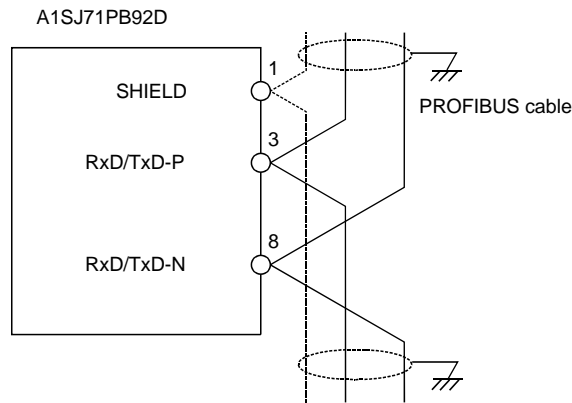 A1SJ71PB92D
1
SHIELD
PROFIBUS cable
3
RxD/TxD-P
8
RxD/TxD-N